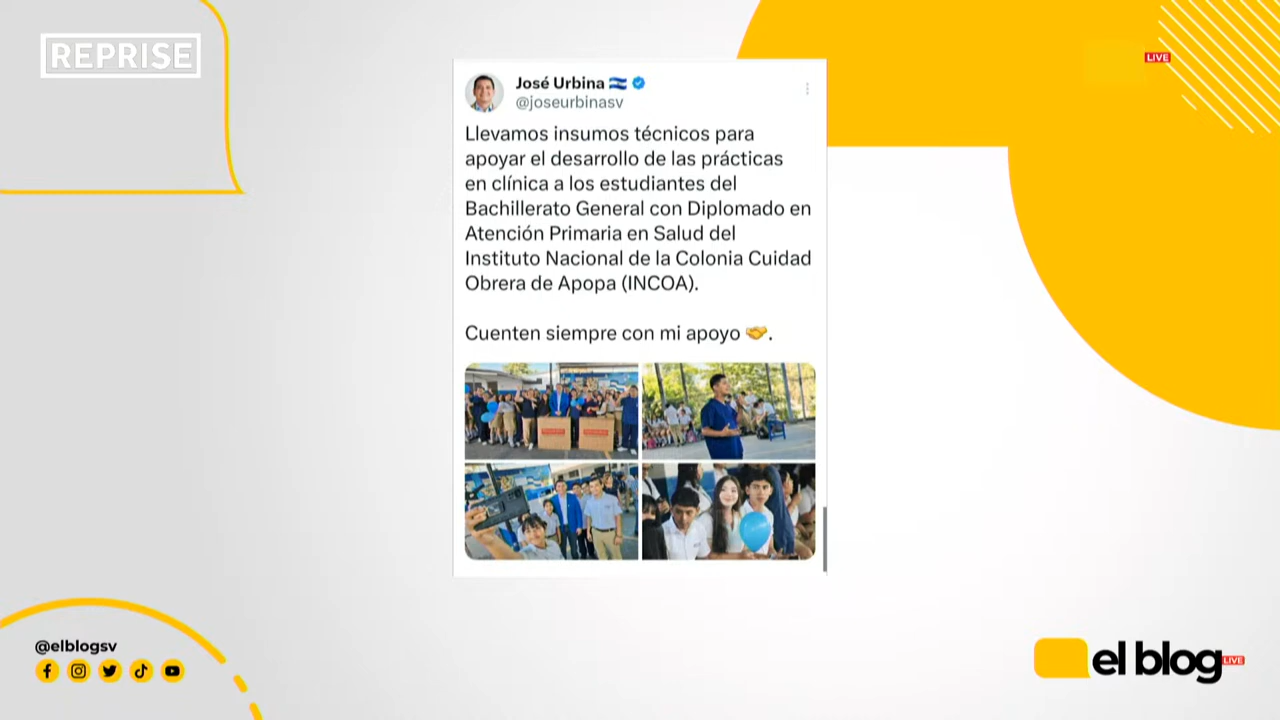 REPRISE
LIVE
José Urbina
@joseurbinasv
Llevamos insumos técnicos para
apoyar el desarrollo de las prácticas
en clínica a los estudiantes del
Bachillerato General con Diplomado en
Atención Primaria en Salud del
Instituto Nacional de la Colonia Cuidad
Obrera de Apopa (INCOA).
Cuenten siempre con mi apoyo 🤝.
@elblogsv
el blog LIVE